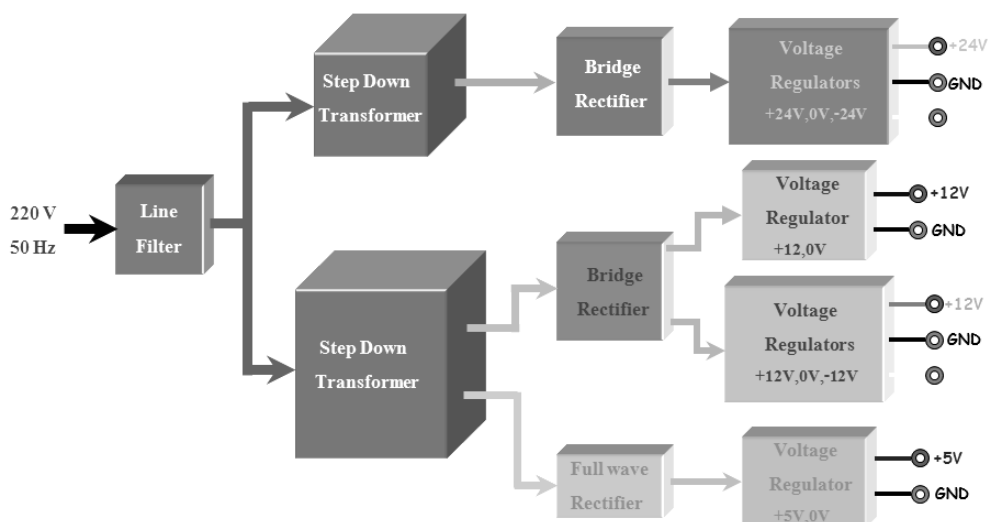 220 V
50 Hz
Line
Filter
Step Down
Transformer
Bridge
Rectifier
Voltage
Regulators
+24V,0V,-24V
+24V
GND
Step Down
Transformer
Bridge
Rectifier
Voltage
Regulator
+12,0V
+12V
GND
Voltage
Regulators
+12V,0V,-12V
+12V
GND
Full wave
Rectifier
Voltage
Regulator
+5V,0V
+5V
GND